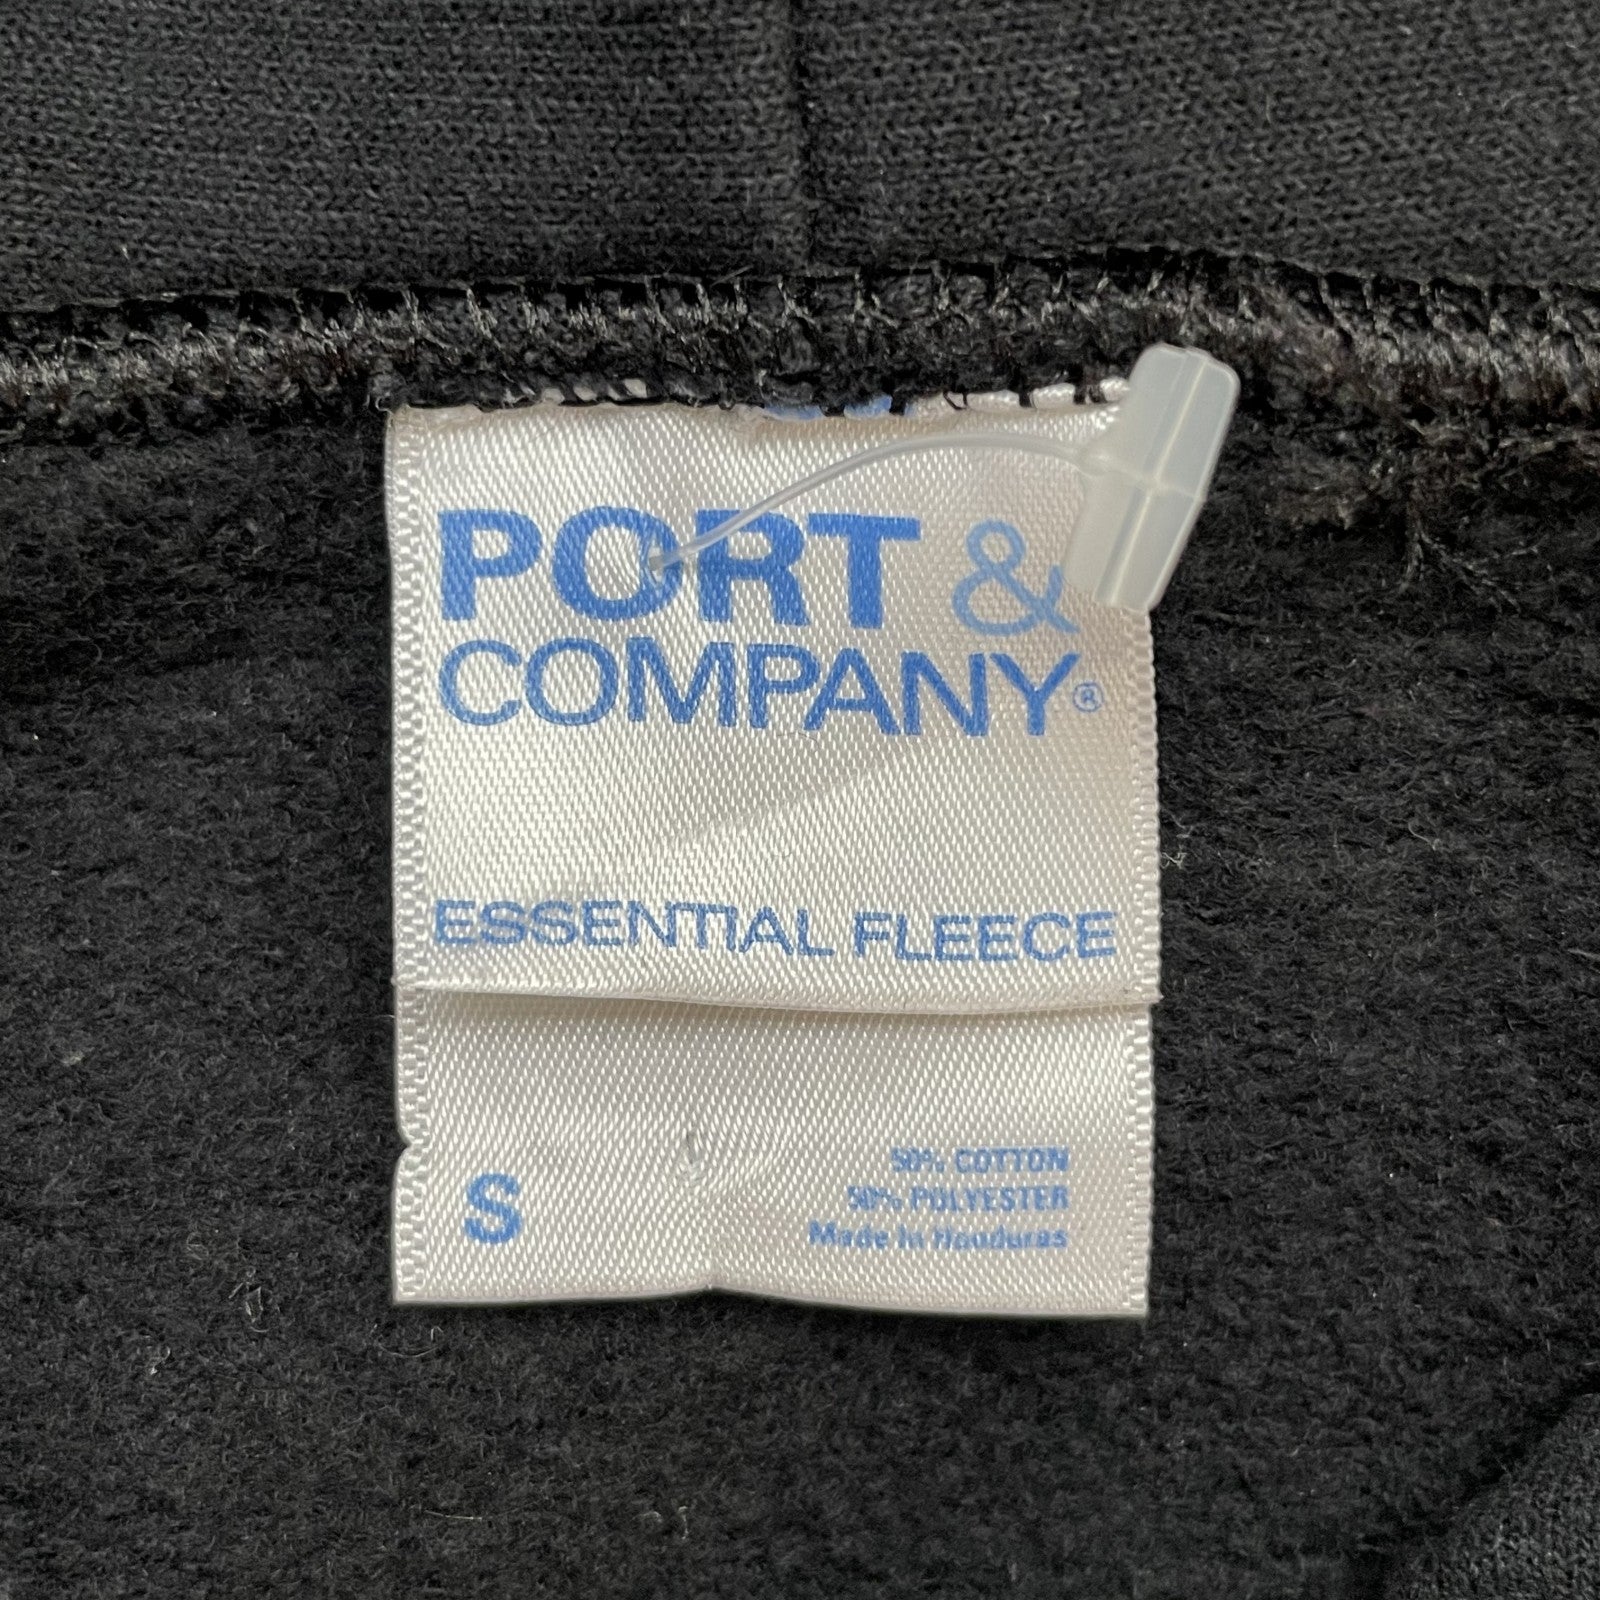 PORT &
COMPANY®
ESSENTIAL FLEECE
S
50% COTTON
50% POLYESTER
Made In Honduras